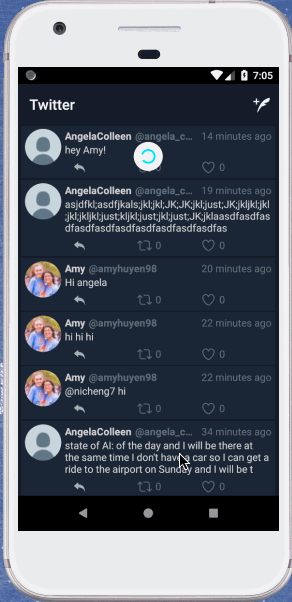 7:05
Twitter
AngelaColleen @angela_c... 14 minutes ago
hey Amy!
0
AngelaColleen @angela_c... 19 minutes ago
asjdfkl;asdfjkals;jkl;jkl;JK;JK;jkl;just;JK;jkljkl;jkl
;jkl;jkljkl;just;kljkl;just;jkl;just;JK;jklaasdfasdfas
dfasdfasdfasdfasdfasdfasdfasdfas
0 0
Amy @amyhuyen98 20 minutes ago
Hi angela
0 0
Amy @amyhuyen98 22 minutes ago
hi hi hi
0 0
Amy @amyhuyen98 22 minutes ago
@nicheng7 hi
0 0
AngelaColleen @angela_c... 34 minutes ago
state of AI: of the day and I will be there at
the same time I don't have a car so I can get a
ride to the airport on Sunday and I will be t
0 0